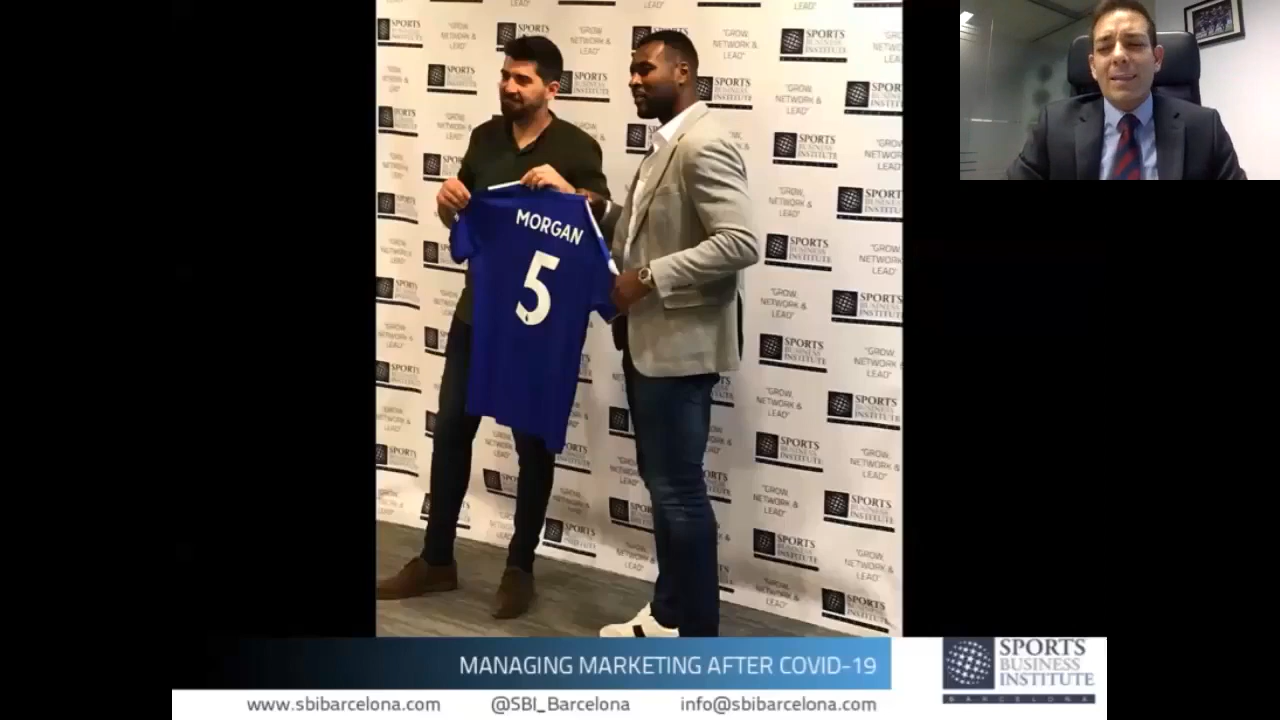 MORGAN
5
SPORTS
BUSINESS
INSTITUTE
"GROW,
NETWORK &
LEAD"
MANAGING MARKETING AFTER COVID-19
SPORTS
BUSINESS
INSTITUTE
BARCELONA
www.sbibarcelona.com @SBI_Barcelona info@sbibarcelona.com